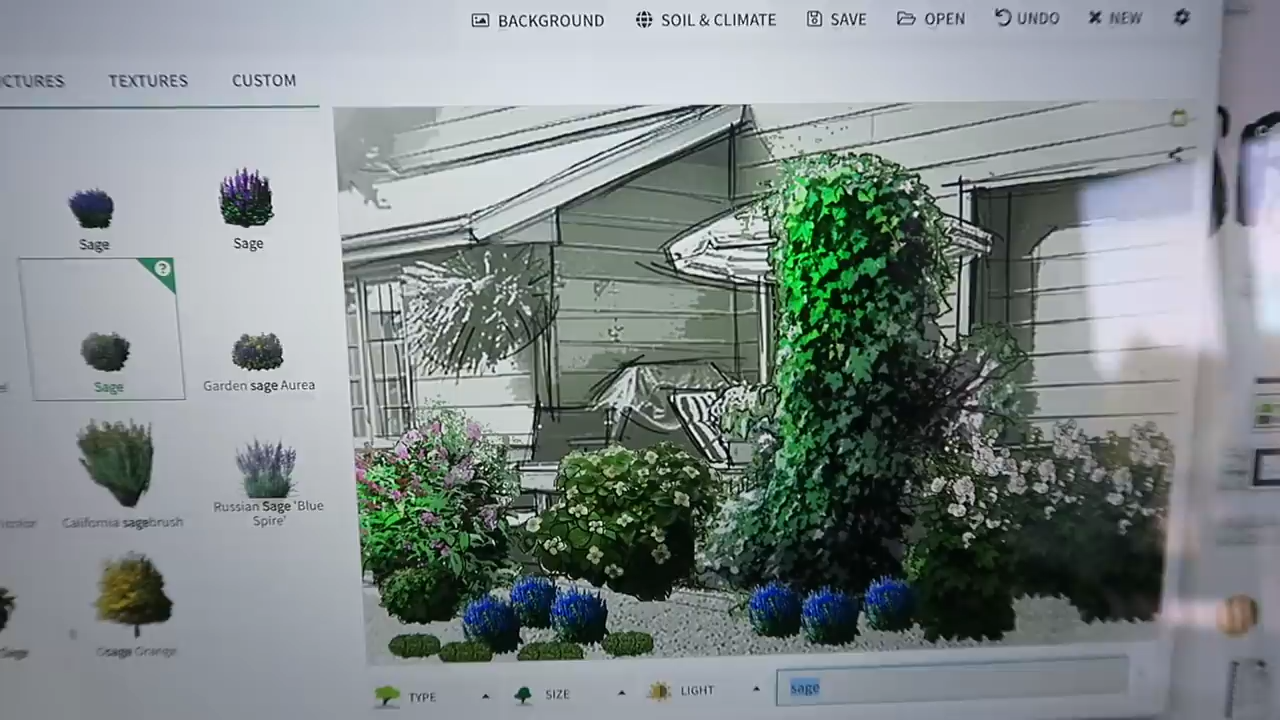 BACKGROUND
SOIL & CLIMATE
SAVE
OPEN
UNDO
NEW
CTURES
TEXTURES
CUSTOM
Sage
Sage
Sage
Garden sage Aurea
California sagebrush
Russian Sage 'Blue
Spire'
Osage Orange
TYPE
SIZE
LIGHT
sage